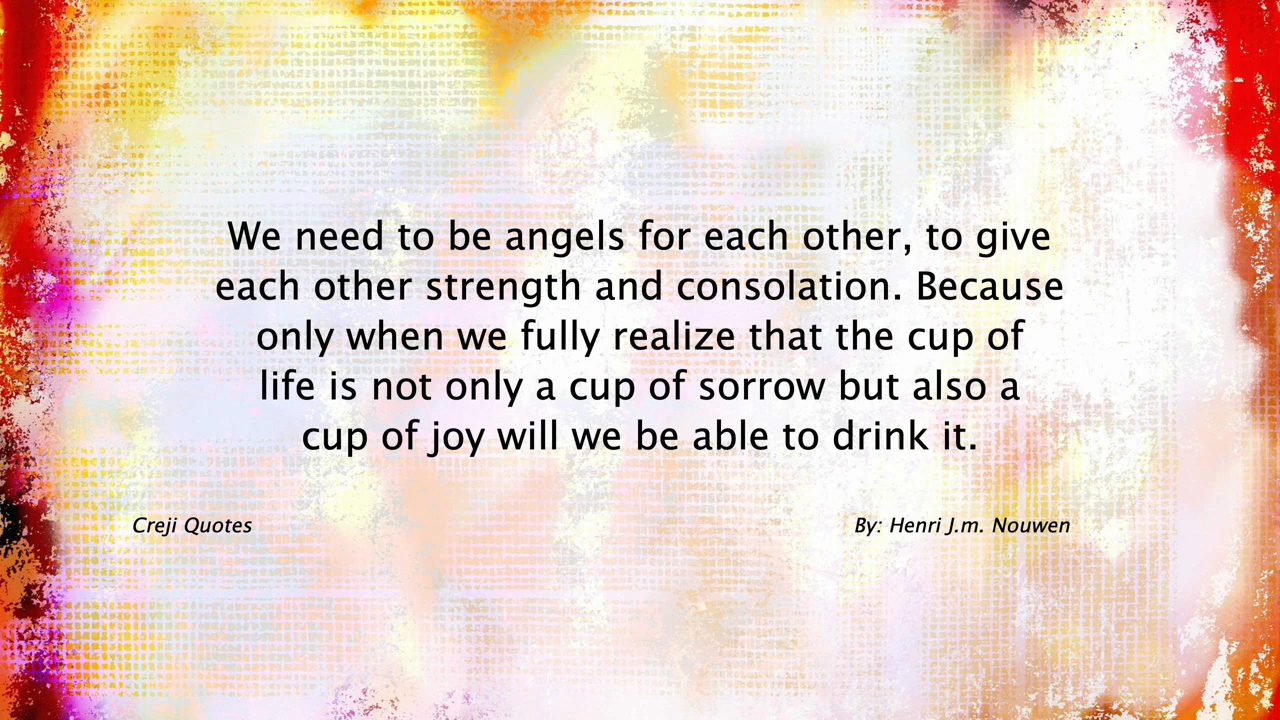 We need to be angels for each other, to give
each other strength and consolation. Because
only when we fully realize that the cup of
life is not only a cup of sorrow but also a
cup of joy will we be able to drink it.
Creji Quotes
By: Henri J.m. Nouwen